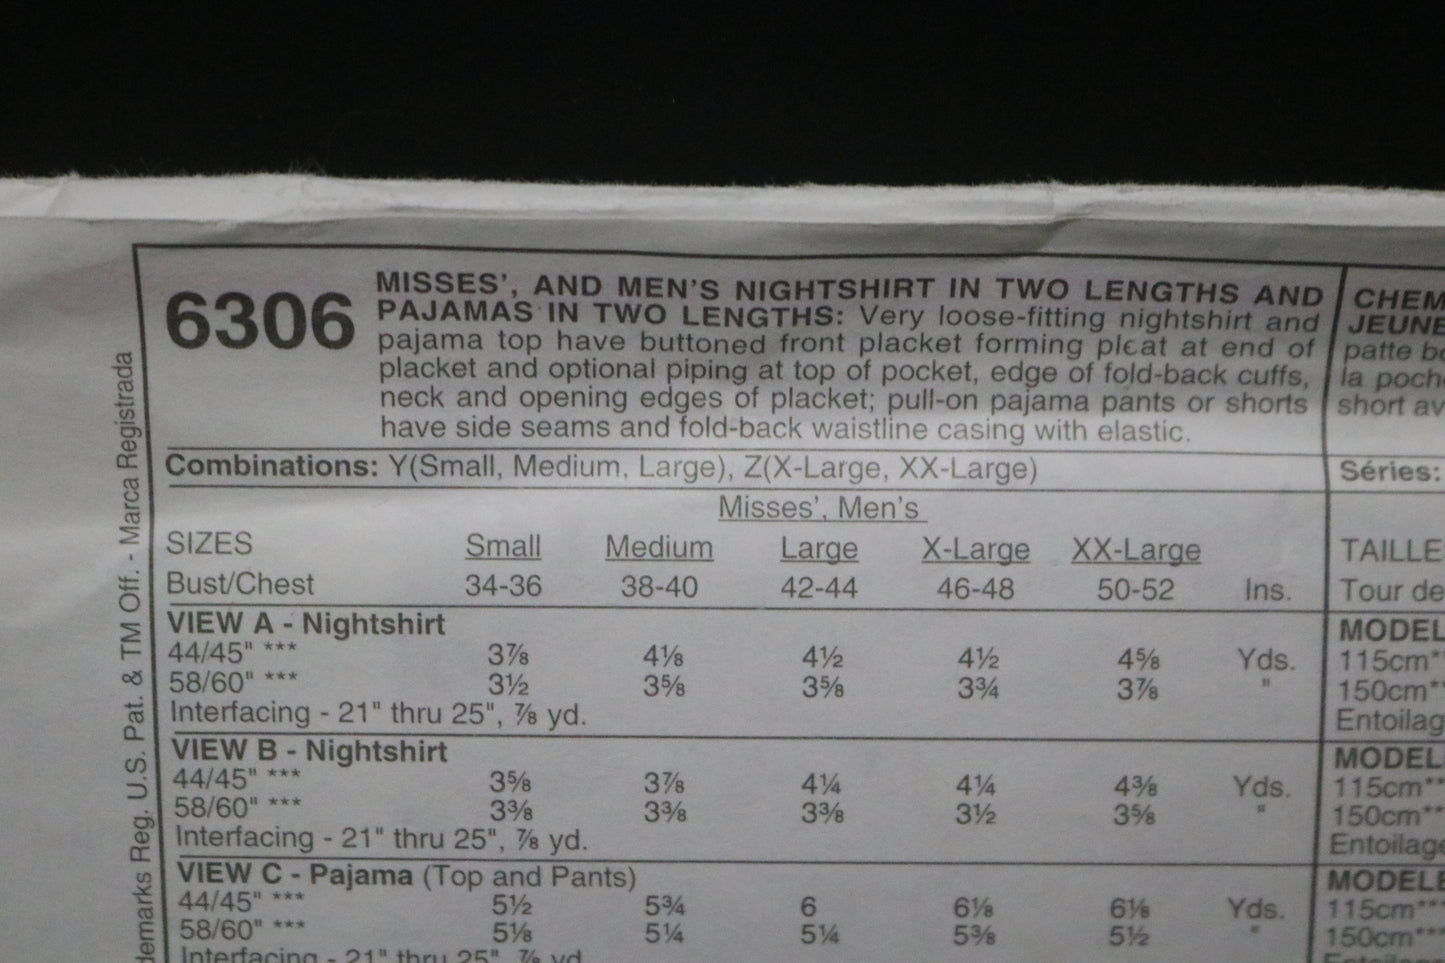 6306
MISSES', AND MEN'S NIGHTSHIRT IN TWO LENGTHS AND
PAJAMAS IN TWO LENGTHS: Very loose-fitting nightshirt and
pajama top have buttoned front placket forming pleat at end of
placket and optional piping at top of pocket, edge of fold-back cuffs,
neck and opening edges of placket; pull-on pajama pants or shorts
have side seams and fold-back waistline casing with elastic.
Combinations: Y(Small, Medium, Large), Z(X-Large, XX-Large)
Misses', Men's
SIZES Small Medium Large X-Large XX-Large
Bust/Chest 34-36 38-40 42-44 46-48 50-52 Ins.
VIEW A - Nightshirt
44/45" *** 3⅞ 4⅛ 4½ 4½ 4⅝ Yds.
58/60" *** 3½ 3⅝ 3⅝ 3¾ 3⅞ "
Interfacing - 21" thru 25", ⅞ yd.
VIEW B - Nightshirt
44/45" *** 3⅝ 3⅞ 4¼ 4¼ 4⅜ Yds.
58/60" *** 3⅜ 3⅜ 3⅜ 3½ 3⅝ "
Interfacing - 21" thru 25", ⅞ yd.
VIEW C - Pajama (Top and Pants)
44/45" *** 5½ 5¾ 6 6⅛ 6⅛ Yds.
58/60" *** 5⅛ 5¼ 5¼ 5⅜ 5½ "
Interfacing - 21" thru 25", ⅞ yd.
CHEM
JEUNE
patte bo
la poch
short av
Séries:
TAILLE
Tour de
MODEL
115cm**
150cm**
Entoilag
MODEL
115cm**
150cm**
Entoilage
MODELE
115cm***
150cm***
demarks Reg. U.S. Pat. & TM Off. - Marca Registrada